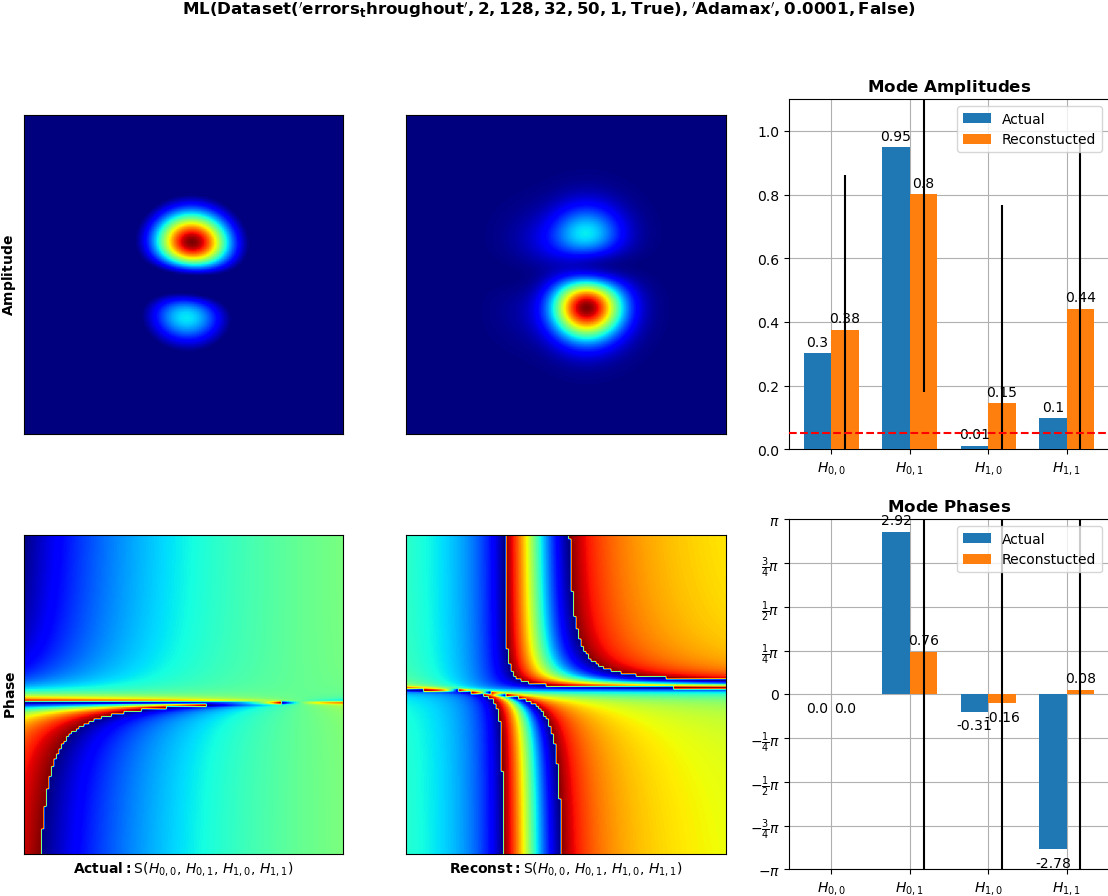 ML(Dataset('errors_throughout', 2, 128, 32, 50, 1, True), 'Adamax', 0.0001, False)
Amplitude
Mode Amplitudes
Actual
Reconstucted
1.0
0.8
0.6
0.4
0.2
0.0
0.3
0.38
0.95
0.8
0.01
0.15
0.1
0.44
H0,0
H0,1
H1,0
H1,1
Phase
Actual: S(H0,0, H0,1, H1,0, H1,1)
Reconst: S(H0,0, H0,1, H1,0, H1,1)
Mode Phases
Actual
Reconstucted
π
3/4π
1/2π
1/4π
0
−1/4π
−1/2π
−3/4π
−π
0.0
0.0
2.92
0.76
-0.31
-0.16
-2.78
0.08
H0,0
H0,1
H1,0
H1,1